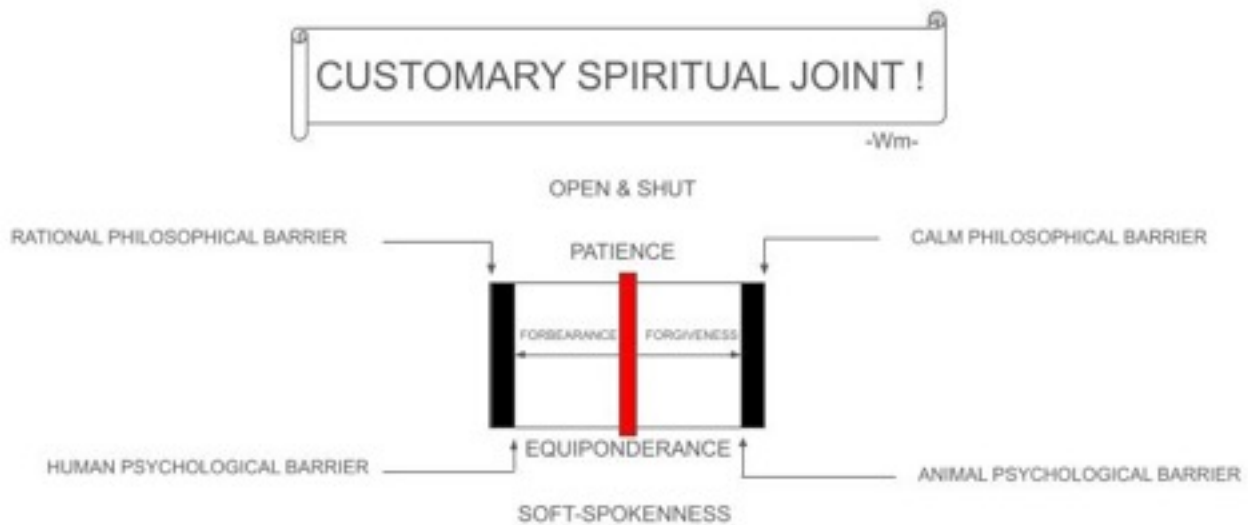 CUSTOMARY SPIRITUAL JOINT !
-Wm-
OPEN & SHUT
RATIONAL PHILOSOPHICAL BARRIER
CALM PHILOSOPHICAL BARRIER
PATIENCE
FORBEARANCE
FORGIVENESS
EQUIPONDERANCE
HUMAN PSYCHOLOGICAL BARRIER
ANIMAL PSYCHOLOGICAL BARRIER
SOFT-SPOKENNESS